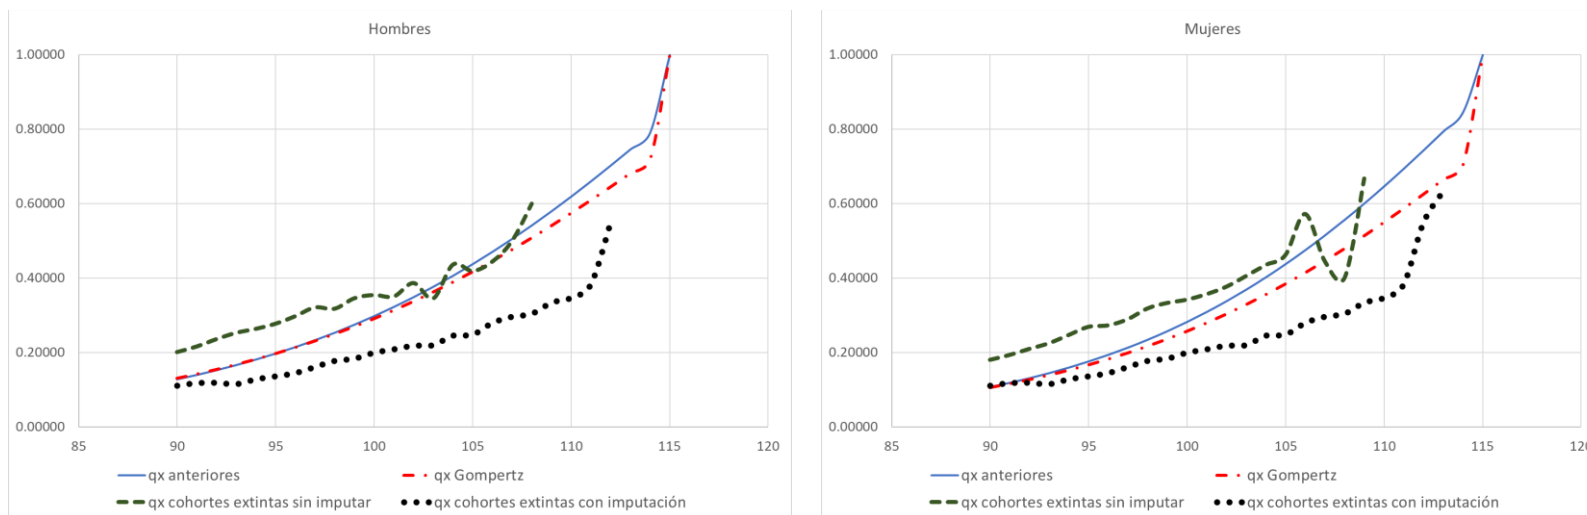 Hombres
1.00000
0.80000
0.60000
0.40000
0.20000
0.00000
85 90 95 100 105 110 115 120
qx anteriores qx Gompertz
qx cohortes extintas sin imputar qx cohortes extintas con imputación
Mujeres
1.00000
0.80000
0.60000
0.40000
0.20000
0.00000
85 90 95 100 105 110 115 120
qx anteriores qx Gompertz
qx cohortes extintas sin imputar qx cohortes extintas con imputación